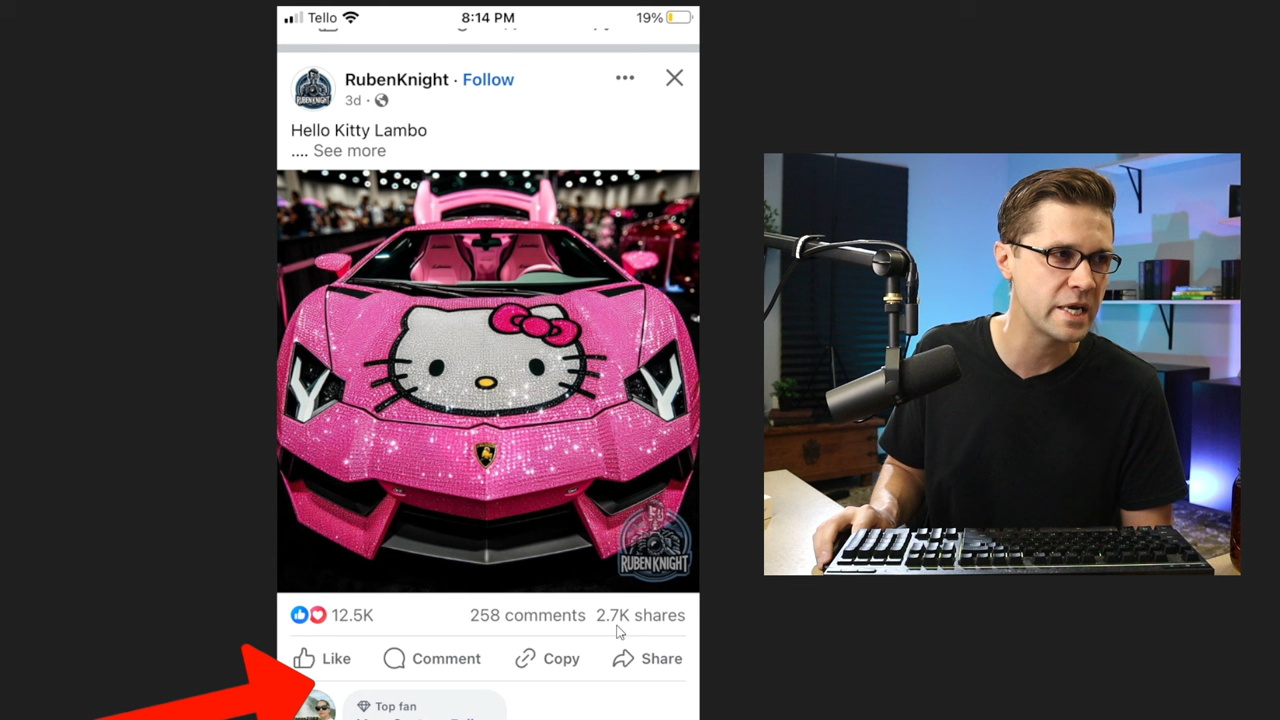 Tello 8:14 PM 19%
RubenKnight · Follow
3d ·
Hello Kitty Lambo
.... See more
RUBEN KNIGHT
12.5K 258 comments 2.7K shares
Like Comment Copy Share
Top fan